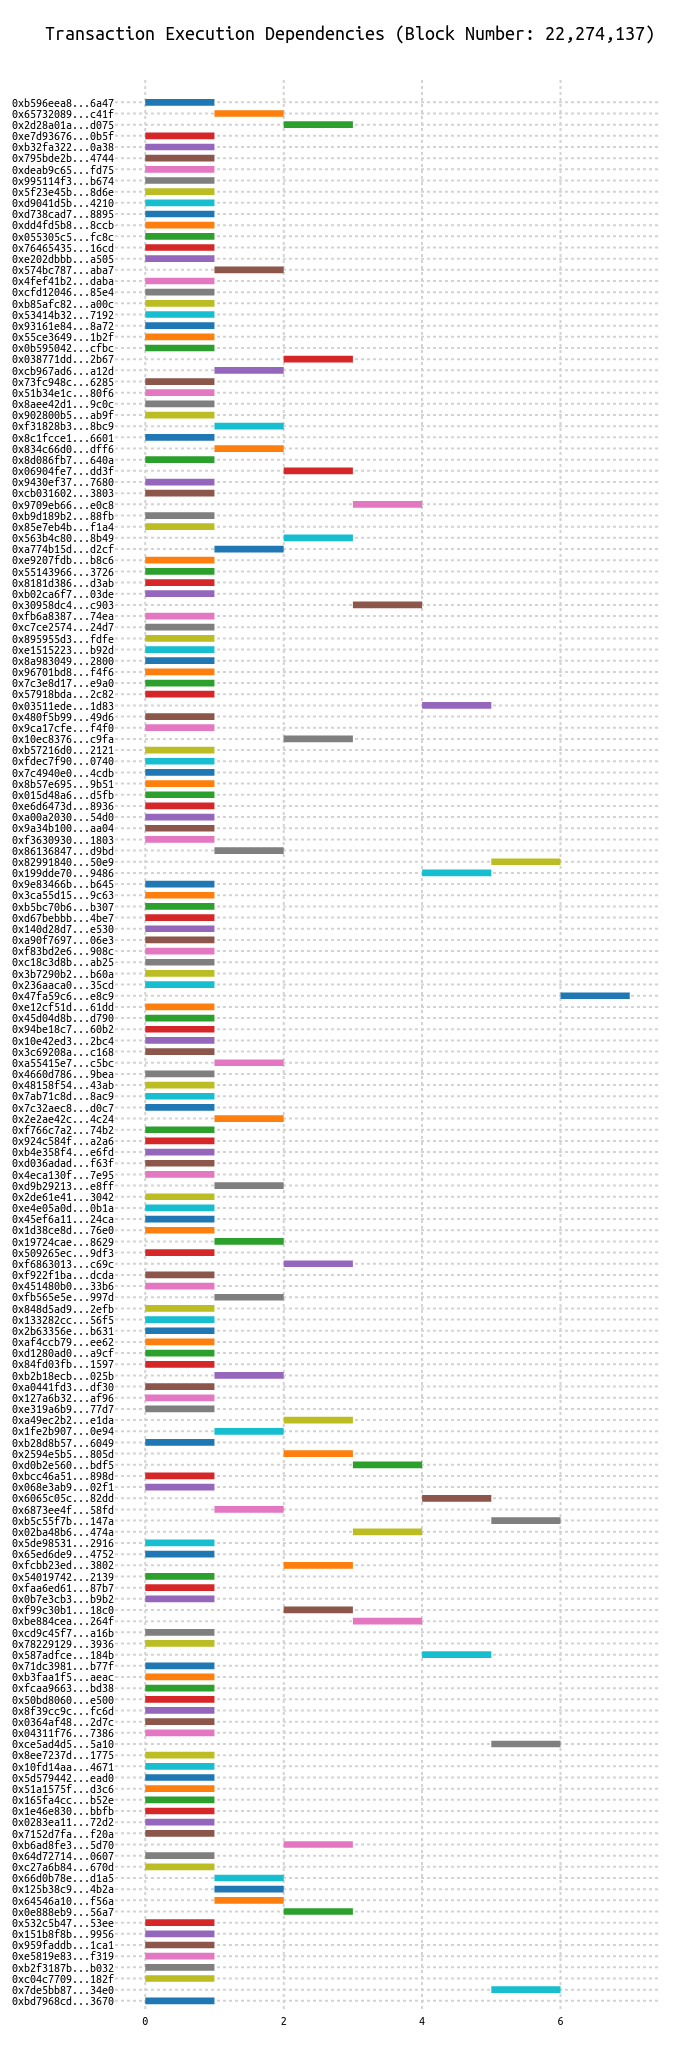 Transaction Execution Dependencies (Block Number: 22,274,137)
0xb596eea8...6a47
0x65732089...c41f
0x2d28a01a...d075
0xe7d93676...0b5f
0xb32fa322...0a38
0x795bde2b...4744
0xdeab9c65...fd75
0x995114f3...b674
0x5f23e45b...8d6e
0xd9041d5b...4210
0xd738cad7...8895
0xdd4fd5b8...8ccb
0x055305c5...fc8c
0x76465435...16cd
0xe202dbbb...a505
0x574bc787...aba7
0x4fef41b2...daba
0xcfd12046...85e4
0xb85afc82...a00c
0x53414b32...7192
0x93161e84...8a72
0x55ce3649...1b2f
0x0b595042...cfbc
0x038771dd...2b67
0xcb967ad6...a12d
0x73fc948c...6285
0x51b34e1c...80f6
0x8aee42d1...9c0c
0x902800b5...ab9f
0xf31828b3...8bc9
0x8c1fcce1...6601
0x834c66d0...dff6
0x8d086fb7...640a
0x06904fe7...dd3f
0x9430ef37...7680
0xcb031602...3803
0x9709eb66...e0c8
0xb9d189b2...88fb
0x85e7eb4b...f1a4
0x563b4c80...8b49
0xa774b15d...d2cf
0xe9207fdb...b8c6
0x55143966...3726
0x8181d386...d3ab
0xb02ca6f7...03de
0x30958dc4...c903
0xfb6a8387...74ea
0xc7ce2574...24d7
0x895955d3...fdfe
0xe1515223...b92d
0x8a983049...2800
0x96701bd8...f4f6
0x7c3e8d17...e9a0
0x57918bda...2c82
0x03511ede...1d83
0x480f5b99...49d6
0x9ca17cfe...f4f0
0x10ec8376...c9fa
0xb57216d0...2121
0xfdec7f90...0740
0x7c4940e0...4cdb
0x8b57e695...9b51
0x015d48a6...d5fb
0xe6d6473d...8936
0xa00a2030...54d0
0x9a34b100...aa04
0xf3630930...1803
0x86136847...d9bd
0x82991840...50e9
0x199dde70...9486
0x9e83466b...b645
0x3ca55d15...9c63
0xb5bc70b6...b307
0xd67bebbb...4be7
0x140d28d7...e530
0xa90f7697...06e3
0xf83bd2e6...908c
0xc18c3d8b...ab25
0x3b7290b2...b60a
0x236aaca0...35cd
0x47fa59c6...e8c9
0xe12cf51d...61dd
0x45d04d8b...d790
0x94be18c7...60b2
0x10e42ed3...2bc4
0x3c69208a...c168
0xa55415e7...c5bc
0x4660d786...9bea
0x48158f54...43ab
0x7ab71c8d...8ac9
0x7c32aec8...d0c7
0x2e2ae42c...4c24
0xf766c7a2...74b2
0x924c584f...a2a6
0xb4e358f4...e6fd
0xd036adad...f63f
0x4eca130f...7e95
0xd9b29213...e8ff
0x2de61e41...3042
0xe4e05a0d...0b1a
0x45ef6a11...24ca
0x1d38ce8d...76e0
0x19724cae...8629
0x509265ec...9df3
0xf6863013...c69c
0xf922f1ba...dcda
0x451480b0...33b6
0xfb565e5e...997d
0x848d5ad9...2efb
0x133282cc...56f5
0x2b63356e...b631
0xaf4ccb79...ee62
0xd1280ad0...a9cf
0x84fd03fb...1597
0xb2b18ecb...025b
0xa0441fd3...df30
0x127a6b32...af96
0xe319a6b9...77d7
0xa49ec2b2...e1da
0x1fe2b907...0e94
0xb28d8b57...6049
0x2594e5b5...805d
0xd0b2e560...bdf5
0xbcc46a51...898d
0x068e3ab9...02f1
0x6065c05c...82dd
0x6873ee4f...58fd
0xb5c55f7b...147a
0x02ba48b6...474a
0x5de98531...2916
0x65ed6de9...4752
0xfcbb23ed...3802
0x54019742...2139
0xfaa6ed61...87b7
0x0b7e3cb3...b9b2
0xf99c30b1...18c0
0xbe884cea...264f
0xcd9c45f7...a16b
0x78229129...3936
0x587adfce...184b
0x71dc3981...b77f
0xb3faa1f5...aeac
0xfcaa9663...bd38
0x50bd8060...e500
0x8f39cc9c...fc6d
0x0364af48...2d7c
0x04311f76...7386
0xce5ad4d5...5a10
0x8ee7237d...1775
0x10fd14aa...4671
0x5d579442...ead0
0x51a1575f...d3c6
0x165fa4cc...b52e
0x1e46e830...bbfb
0x0283ea11...72d2
0x7152d7fa...f20a
0xb6ad8fe3...5d70
0x64d72714...0607
0xc27a6b84...670d
0x66d0b78e...d1a5
0x125b38c9...4b2a
0x64546a10...f56a
0x0e888eb9...56a7
0x532c5b47...53ee
0x151b8f8b...9956
0x959faddb...1ca1
0xe5819e83...f319
0xb2f3187b...b032
0xc04c7709...182f
0x7de5bb87...34e0
0xbd7968cd...3670
0 2 4 6